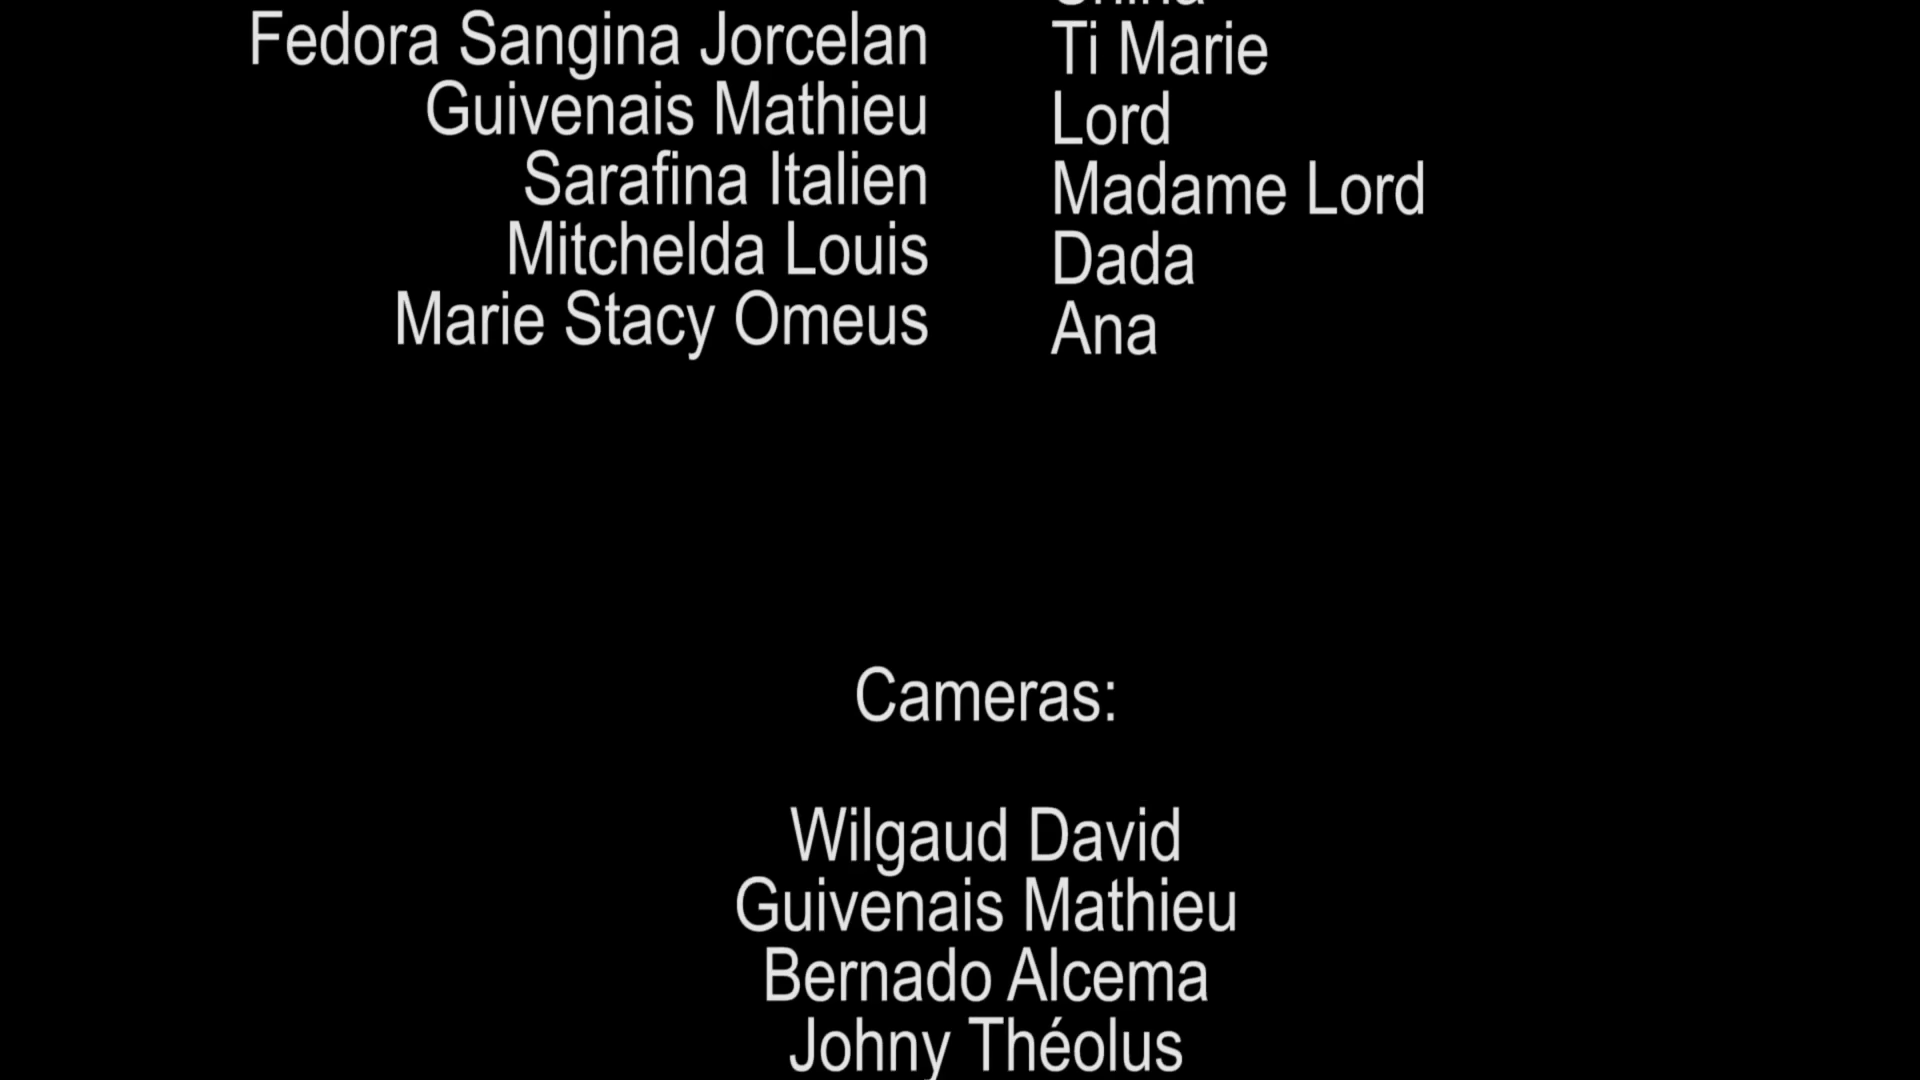 Fedora Sangina Jorcelan Ti Marie
Guivenais Mathieu Lord
Sarafina Italien Madame Lord
Mitchelda Louis Dada
Marie Stacy Omeus Ana
Cameras:
Wilgaud David
Guivenais Mathieu
Bernado Alcema
Johny Théolus